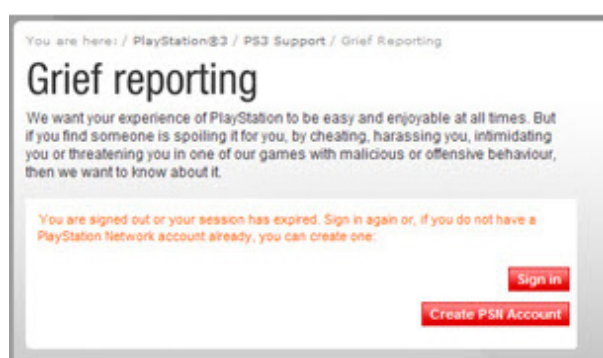 You are here: / PlayStation®3 / PS3 Support / Grief Reporting
Grief reporting
We want your experience of PlayStation to be easy and enjoyable at all times. But
if you find someone is spoiling it for you, by cheating, harassing you, intimidating
you or threatening you in one of our games with malicious or offensive behaviour,
then we want to know about it.
You are signed out or your session has expired. Sign in again or, if you do not have a
PlayStation Network account already, you can create one:
Sign in
Create PSN Account